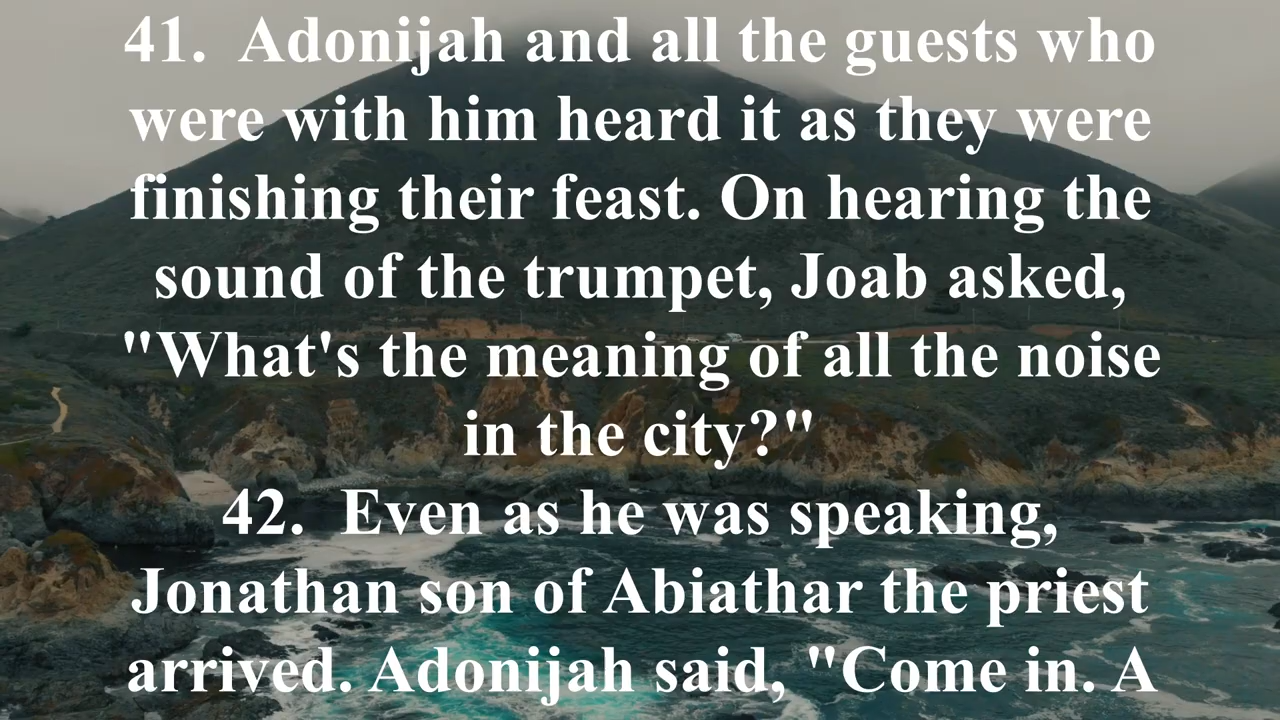 41.  Adonijah and all the guests who
were with him heard it as they were
finishing their feast. On hearing the
sound of the trumpet, Joab asked,
"What's the meaning of all the noise
in the city?"
42.  Even as he was speaking,
Jonathan son of Abiathar the priest
arrived. Adonijah said, "Come in. A